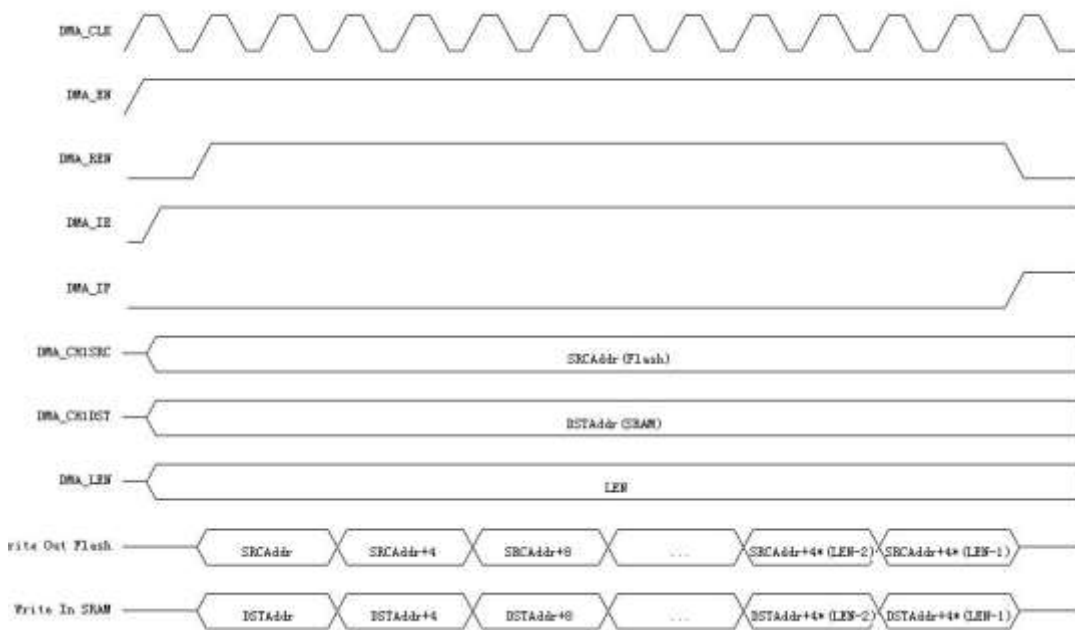 DMA_CLK
DMA_EN
DMA_REN
DMA_IE
DMA_IF
DMA_CH1SRC
SRCAddr(Flash)
DMA_CH1DST
DSTAddr(SRAM)
DMA_LEN
LEN
rite Out Flash SRCAddr SRCAddr+4 SRCAddr+8 ... SRCAddr+4*(LEN-2) SRCAddr+4*(LEN-1)
Write In SRAM DSTAddr DSTAddr+4 DSTAddr+8 ... DSTAddr+4*(LEN-2) DSTAddr+4*(LEN-1)